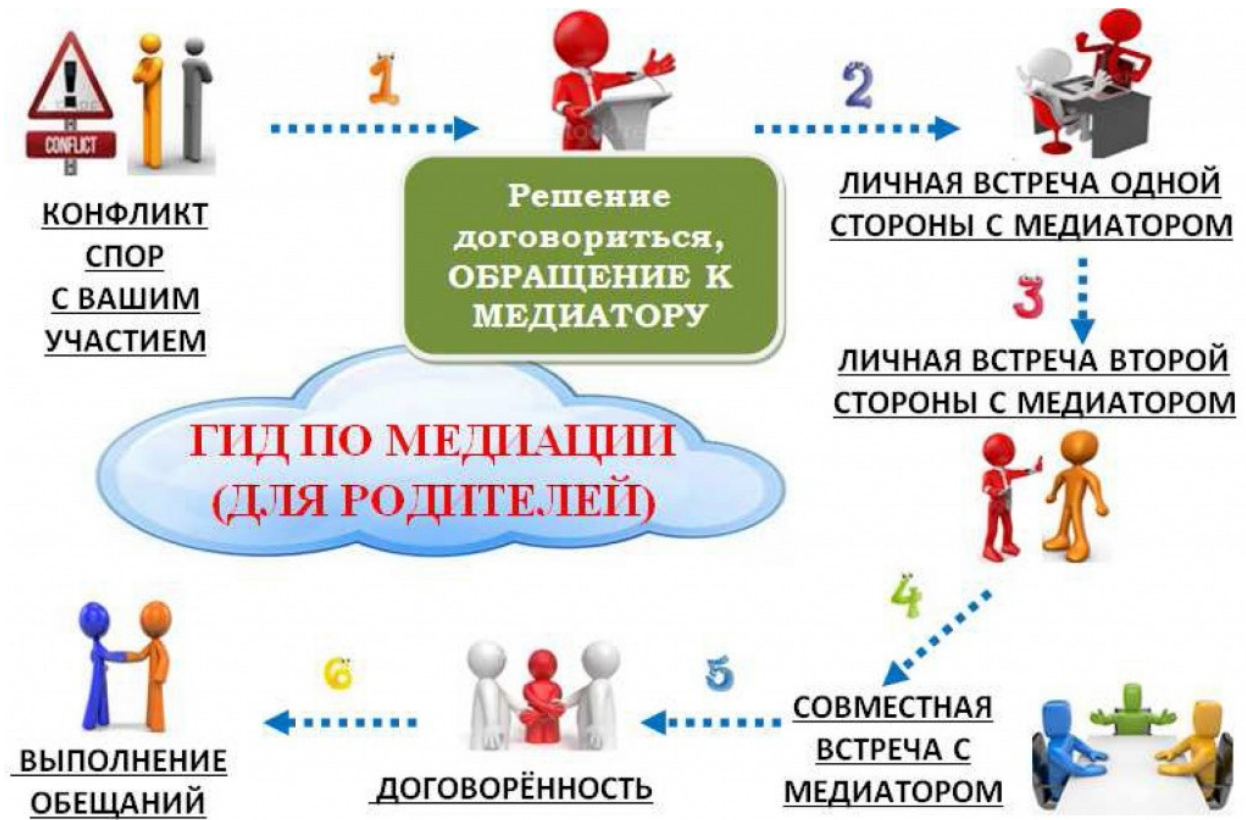 CONFLICT
КОНФЛИКТ
СПОР
С ВАШИМ
УЧАСТИЕМ
1
Решение
договориться,
ОБРАЩЕНИЕ К
МЕДИАТОРУ
2
ЛИЧНАЯ ВСТРЕЧА ОДНОЙ
СТОРОНЫ С МЕДИАТОРОМ
3
ЛИЧНАЯ ВСТРЕЧА ВТОРОЙ
СТОРОНЫ С МЕДИАТОРОМ
ГИД ПО МЕДИАЦИИ
(ДЛЯ РОДИТЕЛЕЙ)
4
СОВМЕСТНАЯ
ВСТРЕЧА С
МЕДИАТОРОМ
5
ДОГОВОРЁННОСТЬ
6
ВЫПОЛНЕНИЕ
ОБЕЩАНИЙ